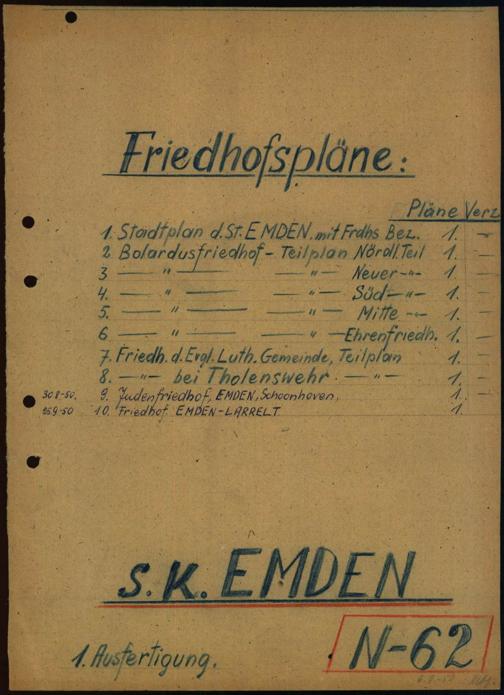 Friedhofspläne:
Pläne Verz
1. Stadtplan d. St. EMDEN. mit Frdhs Bez. 1. -
2 Bolardusfriedhof - Teilplan Nördl. Teil 1. -
3 — " — — " — Neuer -"- 1. -
4. — " — — " — Süd -"- 1. -
5. — " — — " — Mitte -"- 1. -
6 — " — — " — Ehrenfriedh. 1. -
7. Friedh. d. Evgl. Luth. Gemeinde, Teilplan 1 -
8. -"- bei Tholenswehr. -"- 1. -
30.8-50. 9. Judenfriedhof, EMDEN, Schoonhoven, 1.
159-50 10. Friedhof EMDEN-LARRELT 1.
S.K. EMDEN
N-62
1. Ausfertigung.